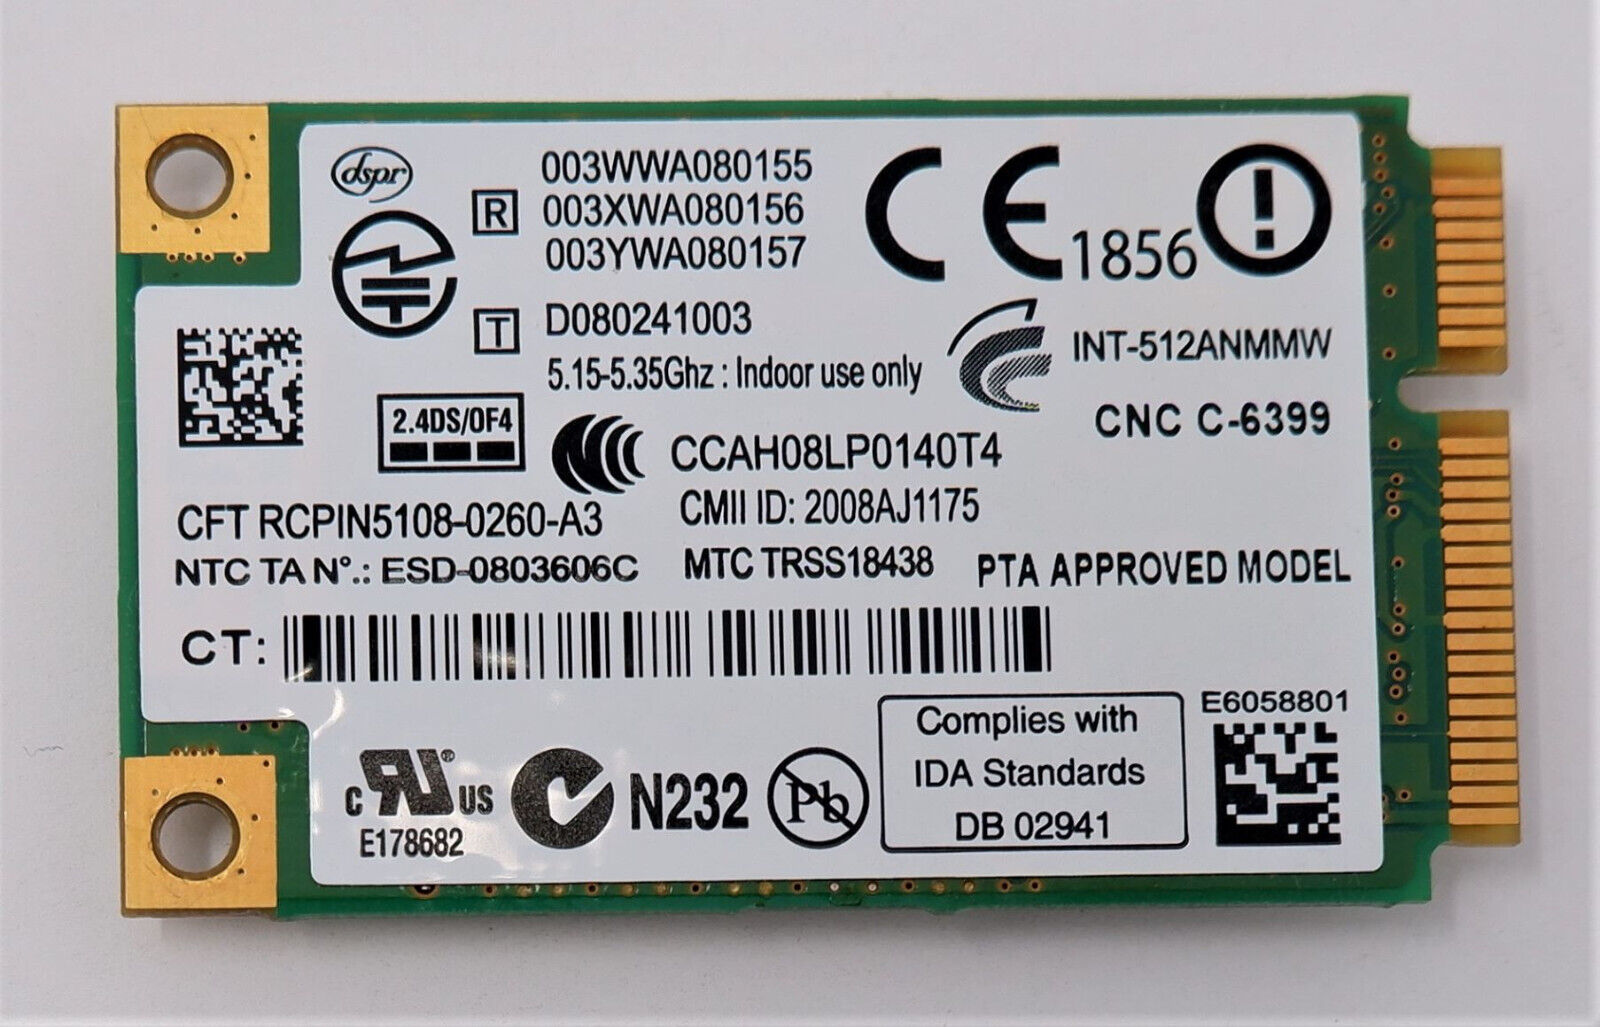 dspr
R
003WWA080155
003XWA080156
003YWA080157
T
D080241003
5.15-5.35Ghz : Indoor use only
CE 1856
INT-512ANMMW
CNC C-6399
2.4DS/OF4
CCAH08LP0140T4
CFT RCPIN5108-0260-A3
CMII ID: 2008AJ1175
NTC TA N°.: ESD-0803606C
MTC TRSS18438
PTA APPROVED MODEL
CT:
E6058801
Complies with
IDA Standards
DB 02941
c RU® US
E178682
N232
Pb